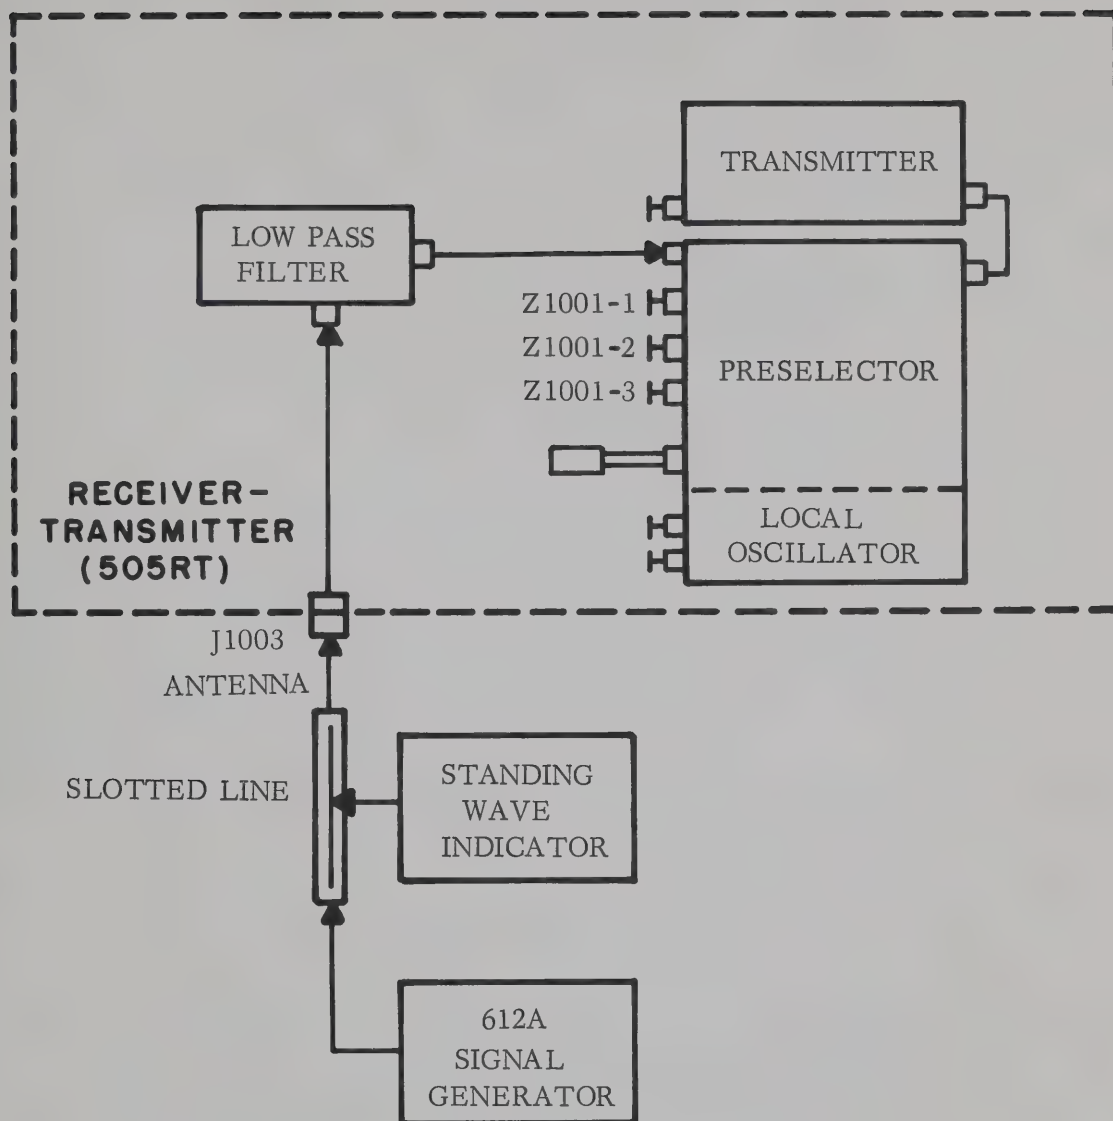 TRANSMITTER
LOW PASS
FILTER
Z1001-1
Z1001-2
Z1001-3
PRESELECTOR
RECEIVER-
TRANSMITTER
(505RT)
LOCAL
OSCILLATOR
J1003
ANTENNA
SLOTTED LINE
STANDING
WAVE
INDICATOR
612A
SIGNAL
GENERATOR